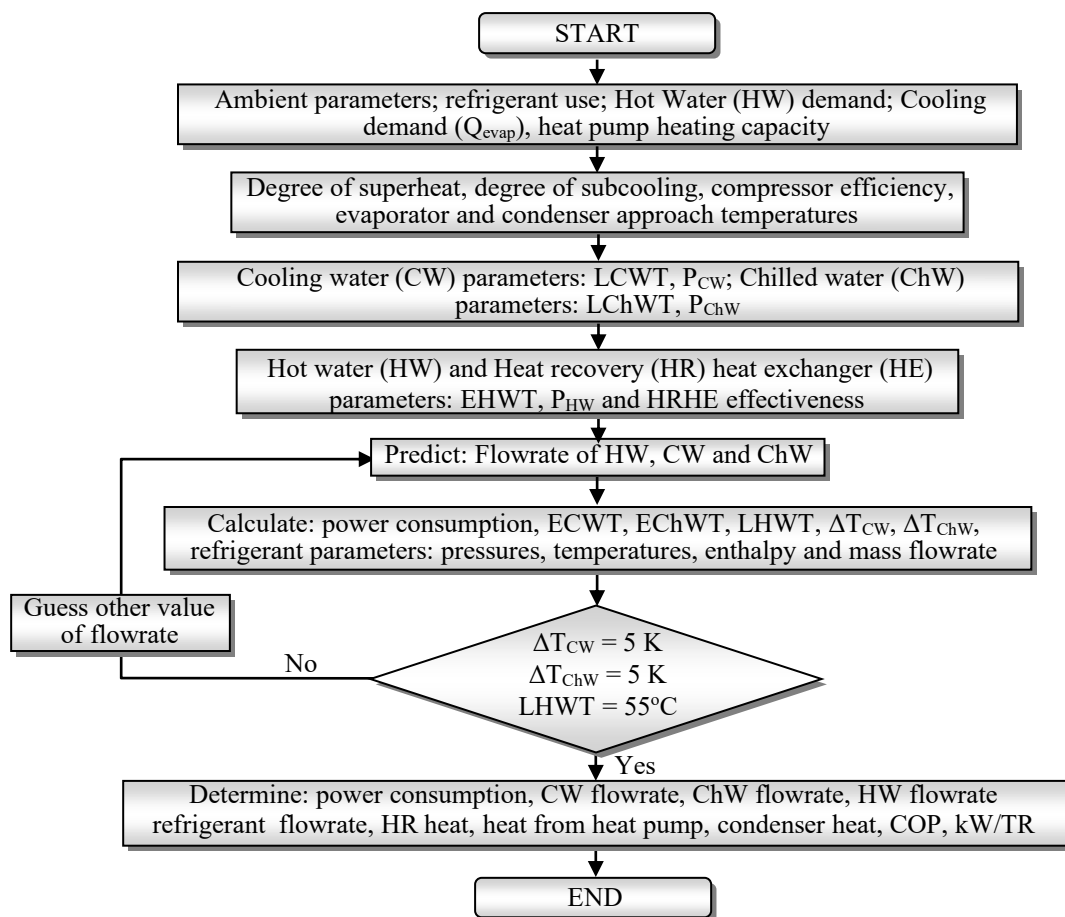 START
Ambient parameters; refrigerant use; Hot Water (HW) demand; Cooling
demand (Qevap), heat pump heating capacity
Degree of superheat, degree of subcooling, compressor efficiency,
evaporator and condenser approach temperatures
Cooling water (CW) parameters: LCWT, PCW; Chilled water (ChW)
parameters: LChWT, PChW
Hot water (HW) and Heat recovery (HR) heat exchanger (HE)
parameters: EHWT, PHW and HRHE effectiveness
Predict: Flowrate of HW, CW and ChW
Calculate: power consumption, ECWT, EChWT, LHWT, ΔTCW, ΔTChW,
refrigerant parameters: pressures, temperatures, enthalpy and mass flowrate
Guess other value
of flowrate
No
ΔTCW = 5 K
ΔTChW = 5 K
LHWT = 55ºC
Yes
Determine: power consumption, CW flowrate, ChW flowrate, HW flowrate
refrigerant flowrate, HR heat, heat from heat pump, condenser heat, COP, kW/TR
END